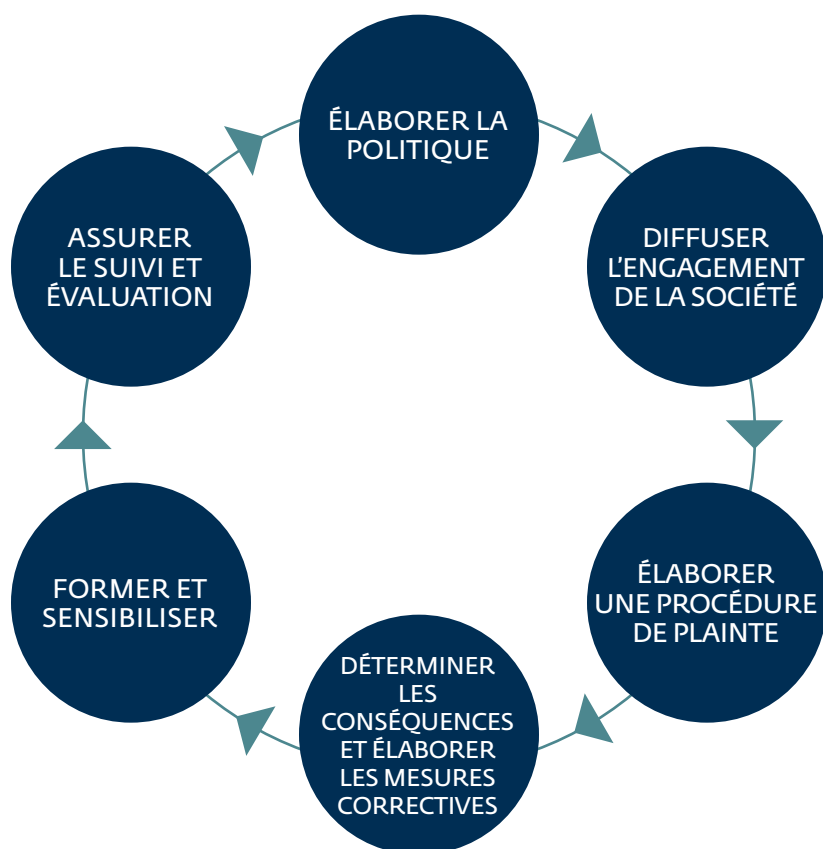 ÉLABORER LA
POLITIQUE
DIFFUSER
L'ENGAGEMENT
DE LA SOCIÉTÉ
ÉLABORER
UNE PROCÉDURE
DE PLAINTE
DÉTERMINER
LES
CONSÉQUENCES
ET ÉLABORER
LES MESURES
CORRECTIVES
FORMER ET
SENSIBILISER
ASSURER
LE SUIVI ET
ÉVALUATION